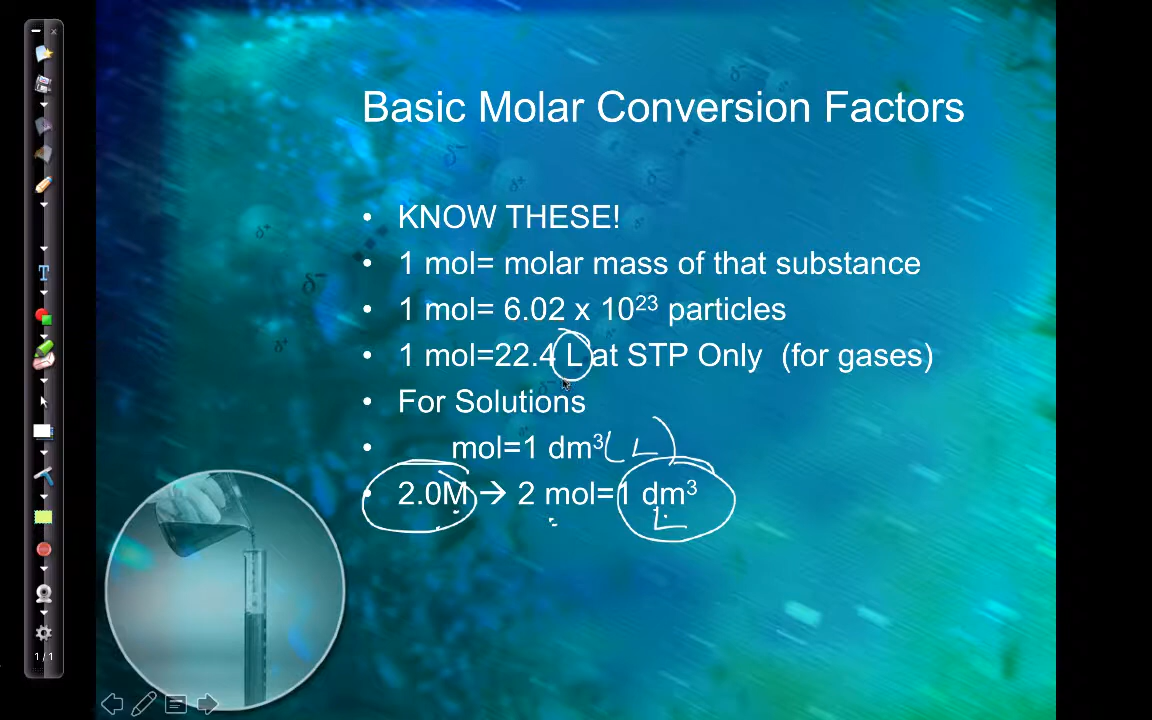 Basic Molar Conversion Factors
• KNOW THESE!
• 1 mol= molar mass of that substance
• 1 mol= 6.02 x 10²³ particles
• 1 mol=22.4 L at STP Only (for gases)
• For Solutions
• mol=1 dm³(L)
• 2.0M → 2 mol=1 dm³
L
δ-
δ+
δ-
δ+
δ+
δ-
δ+
T
1/1